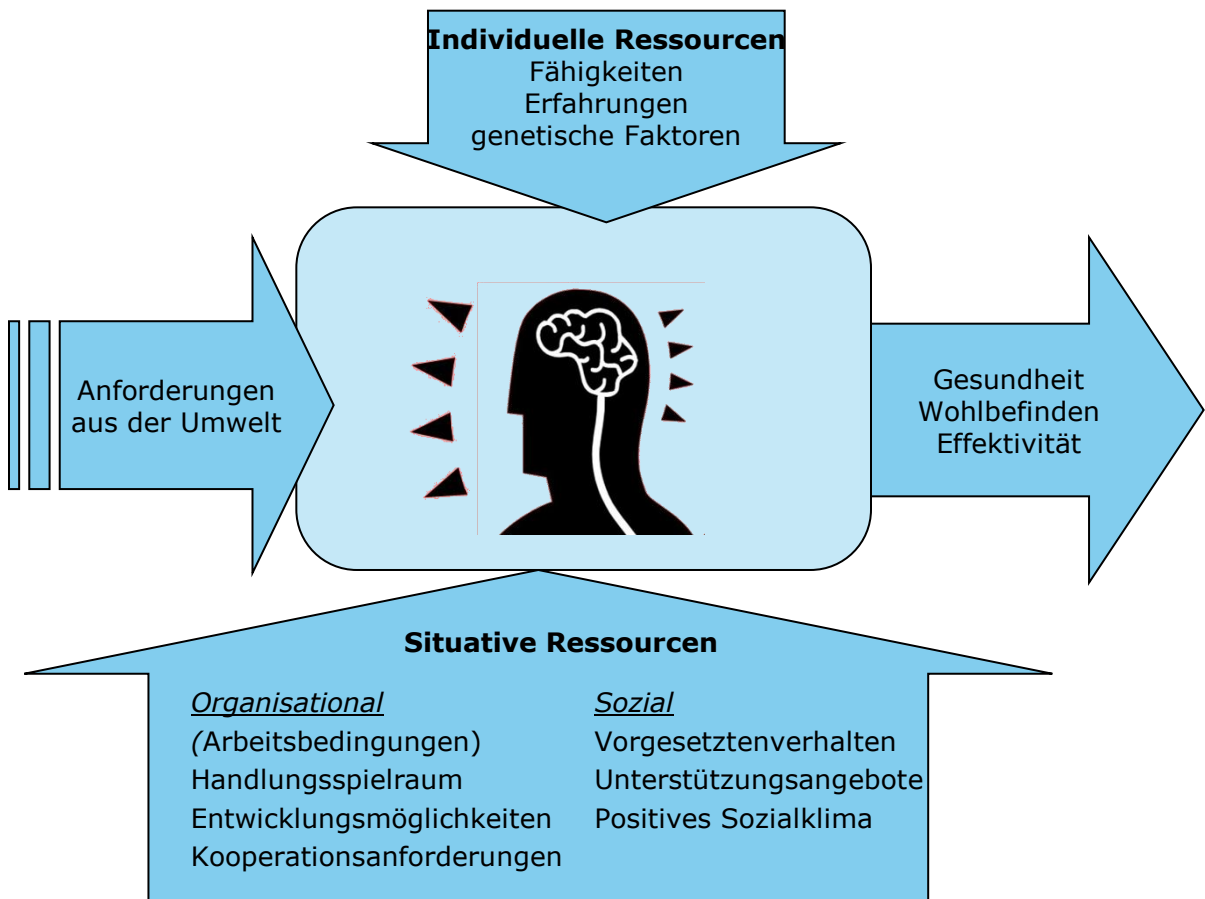 Individuelle Ressourcen
Fähigkeiten
Erfahrungen
genetische Faktoren
Anforderungen
aus der Umwelt
Gesundheit
Wohlbefinden
Effektivität
Situative Ressourcen
Organisational
(Arbeitsbedingungen)
Handlungsspielraum
Entwicklungsmöglichkeiten
Kooperationsanforderungen
Sozial
Vorgesetztenverhalten
Unterstützungsangebote
Positives Sozialklima